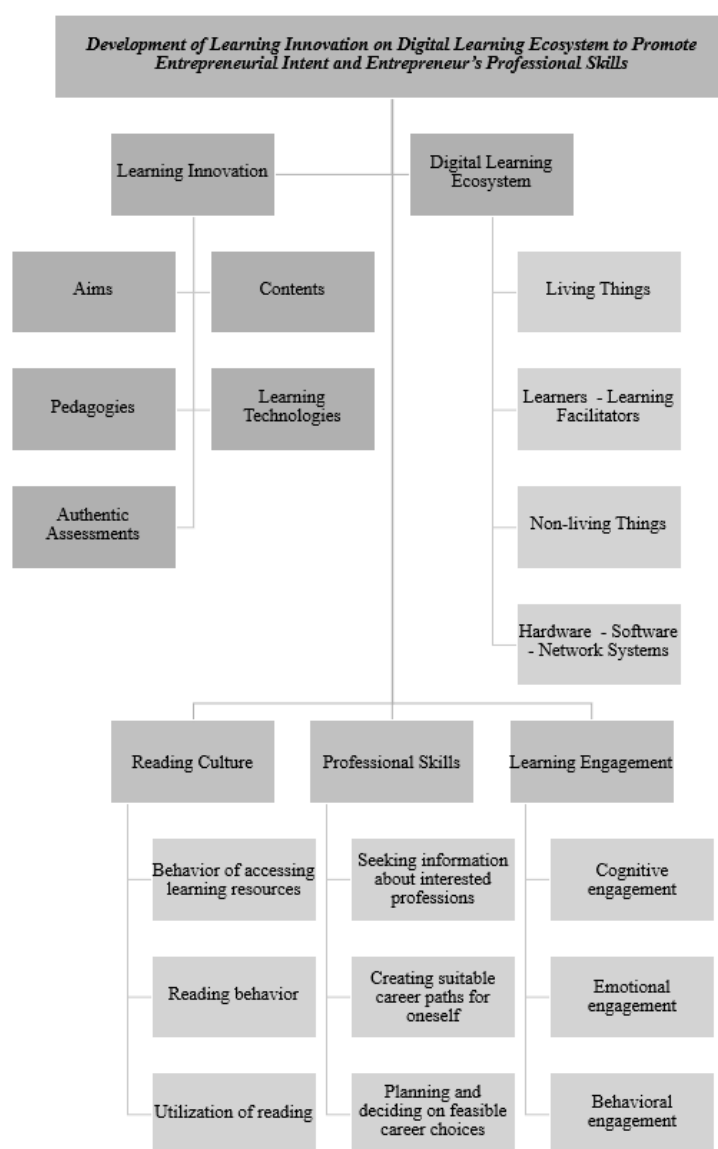 Development of Learning Innovation on Digital Learning Ecosystem to Promote
Entrepreneurial Intent and Entrepreneur's Professional Skills
Learning Innovation
Digital Learning
Ecosystem
Aims
Contents
Pedagogies
Learning
Technologies
Authentic
Assessments
Living Things
Learners - Learning
Facilitators
Non-living Things
Hardware - Software
- Network Systems
Reading Culture
Behavior of accessing
learning resources
Reading behavior
Utilization of reading
Professional Skills
Seeking information
about interested
professions
Creating suitable
career paths for
oneself
Planning and
deciding on feasible
career choices
Learning Engagement
Cognitive
engagement
Emotional
engagement
Behavioral
engagement